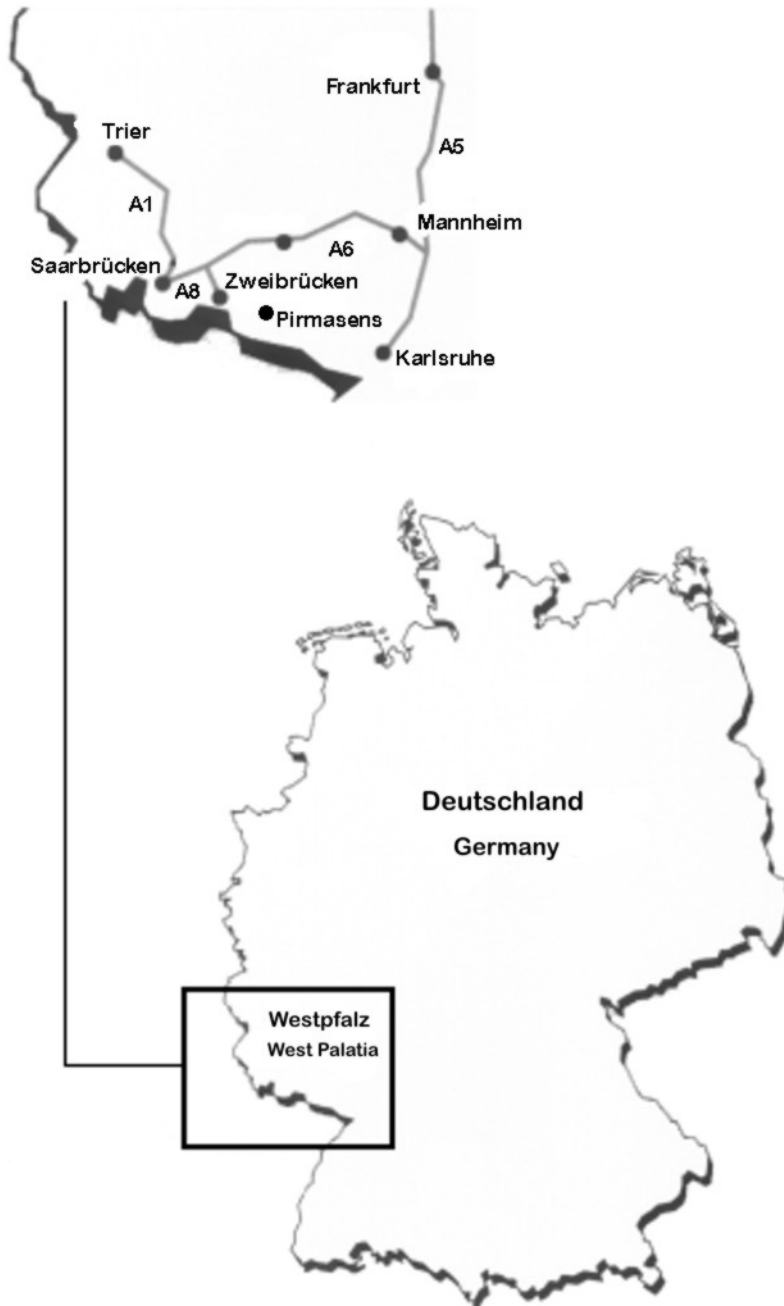 Frankfurt
Trier
A5
A1
Mannheim
A6
Saarbrücken
Zweibrücken
A8
Pirmasens
Karlsruhe
Deutschland
Germany
Westpfalz
West Palatia